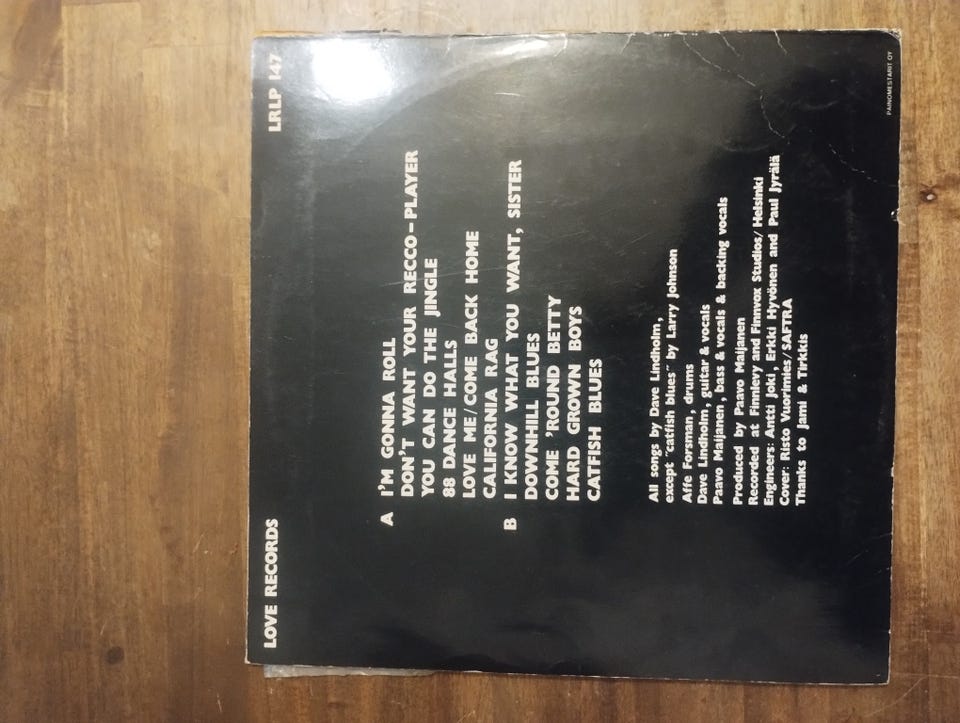 LOVE RECORDS LRLP 147
A I'M GONNA ROLL
DON'T WANT YOUR RECCO-PLAYER
YOU CAN DO THE JINGLE
88 DANCE HALLS
LOVE ME/COME BACK HOME
CALIFORNIA RAG
B I KNOW WHAT YOU WANT, SISTER
DOWNHILL BLUES
COME 'ROUND BETTY
HARD GROWN BOYS
CATFISH BLUES
All songs by Dave Lindholm,
except "catfish blues" by Larry Johnson
Affe Forsman, drums
Dave Lindholm, guitar & vocals
Paavo Maijanen, bass & vocals & backing vocals
Produced by Paavo Maijanen
Recorded at Finnlevy and Finnvox Studios/Helsinki
Engineers: Antti Joki, Erkki Hyvönen and Paul Jyrälä
Cover: Risto Vuorimies/SAFTRA
Thanks to Jami & Tirkkis
PAINOMESTARIT OY